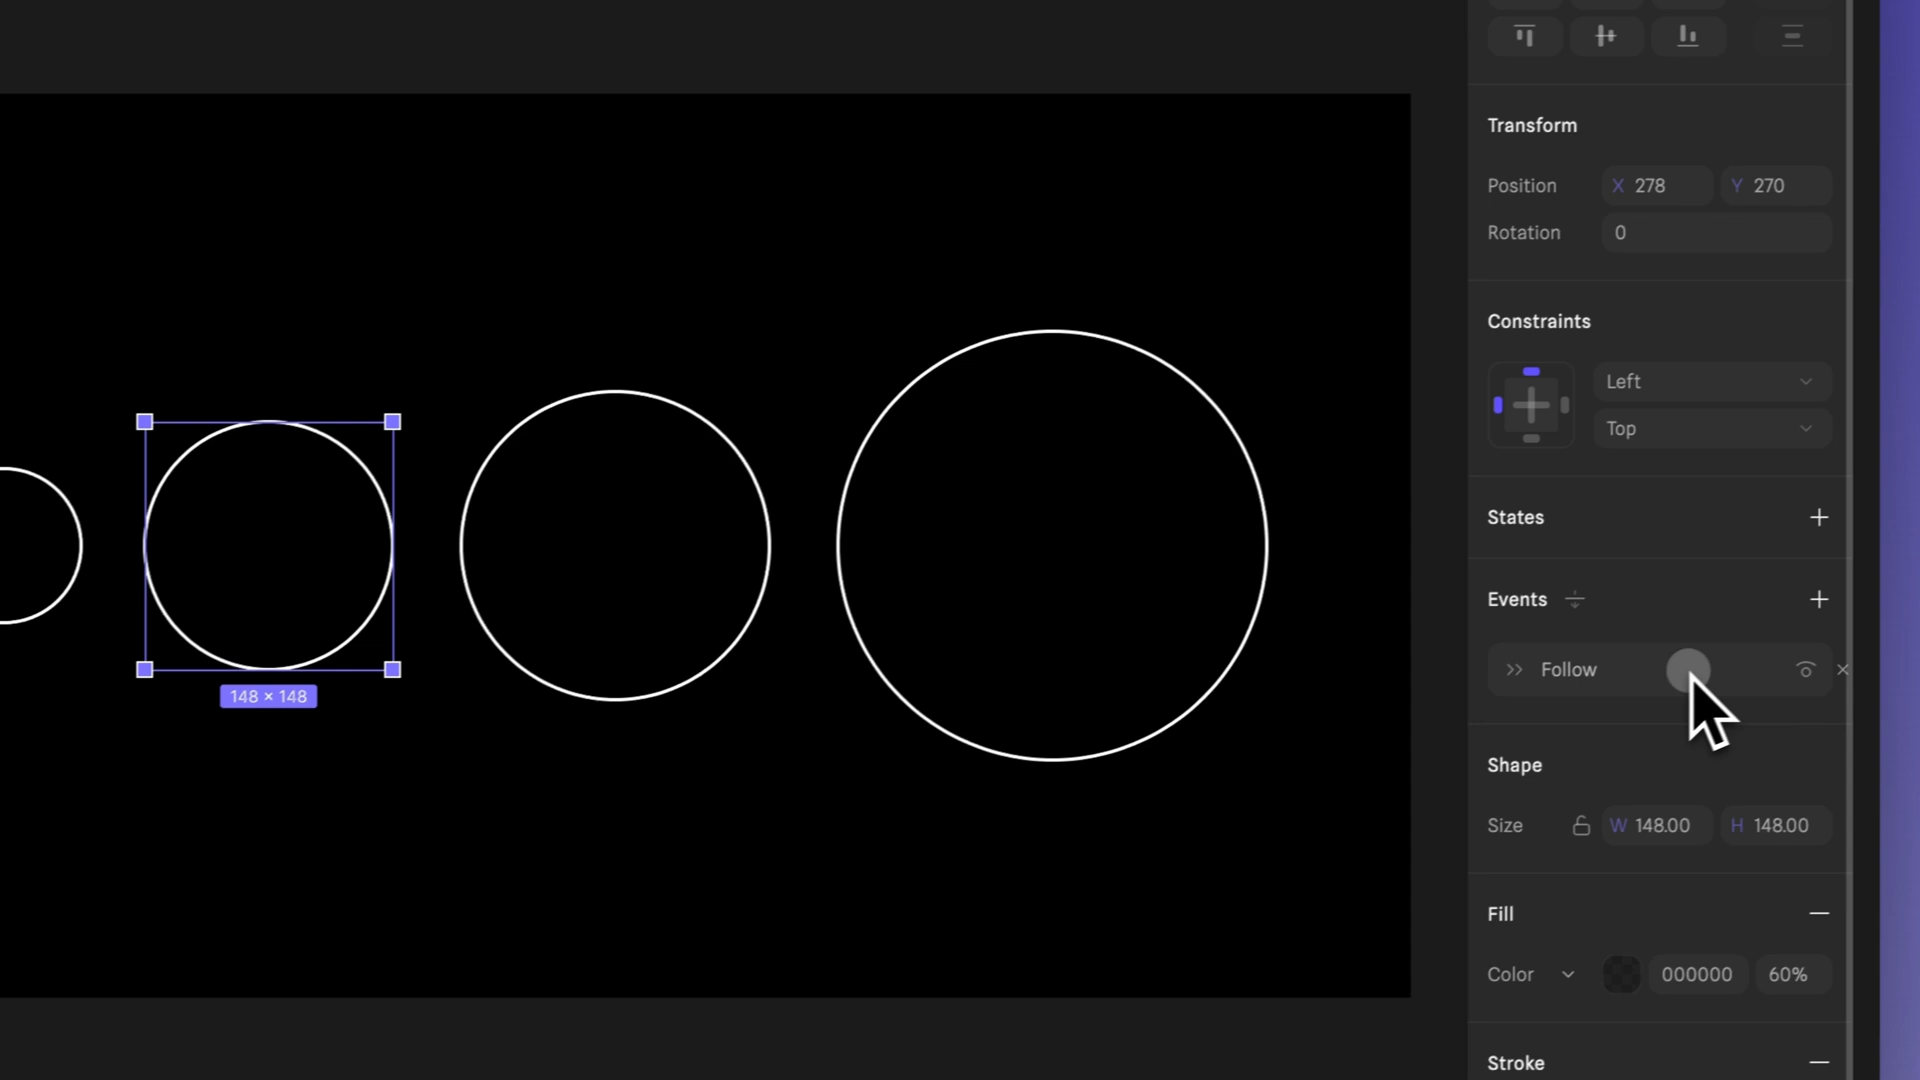 Transform
Position X 278 Y 270
Rotation 0
Constraints
Left
Top
States
Events
Follow
148 × 148
Shape
Size W 148.00 H 148.00
Fill
Color 000000 60%
Stroke